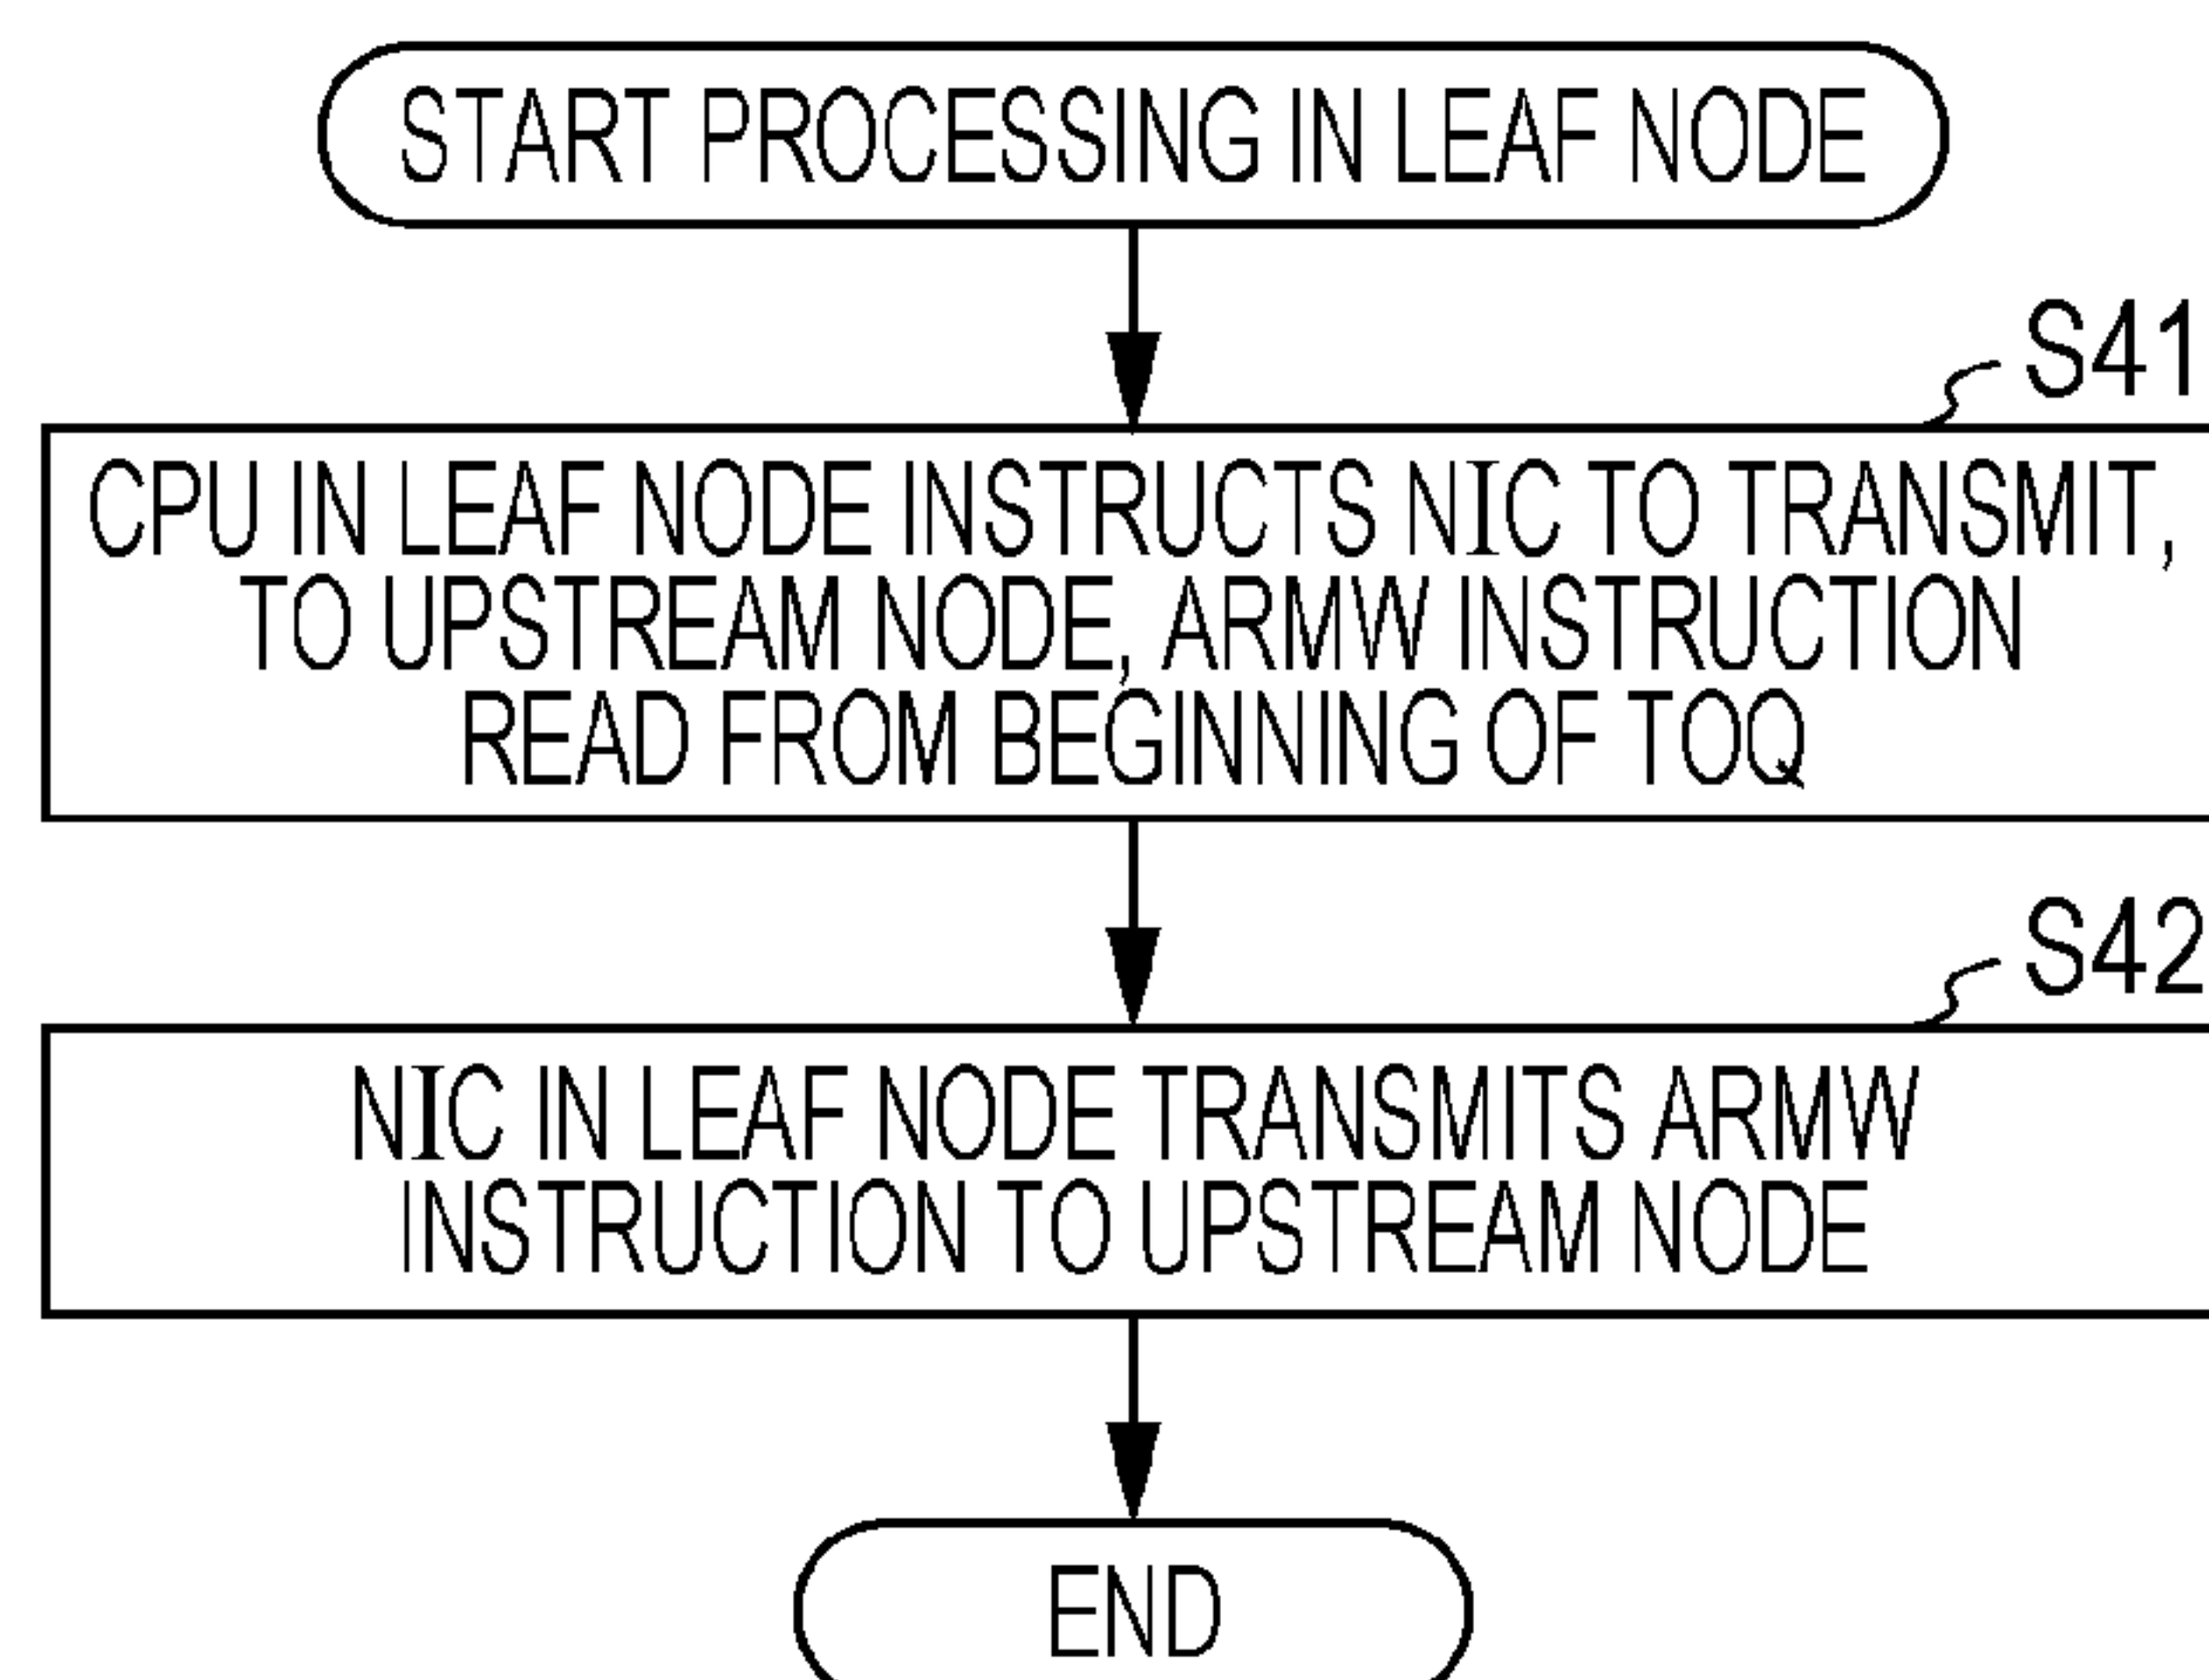 START PROCESSING IN LEAF NODE
S41
CPU IN LEAF NODE INSTRUCTS NIC TO TRANSMIT,
TO UPSTREAM NODE, ARMW INSTRUCTION
READ FROM BEGINNING OF TOQ
S42
NIC IN LEAF NODE TRANSMITS ARMW
INSTRUCTION TO UPSTREAM NODE
END